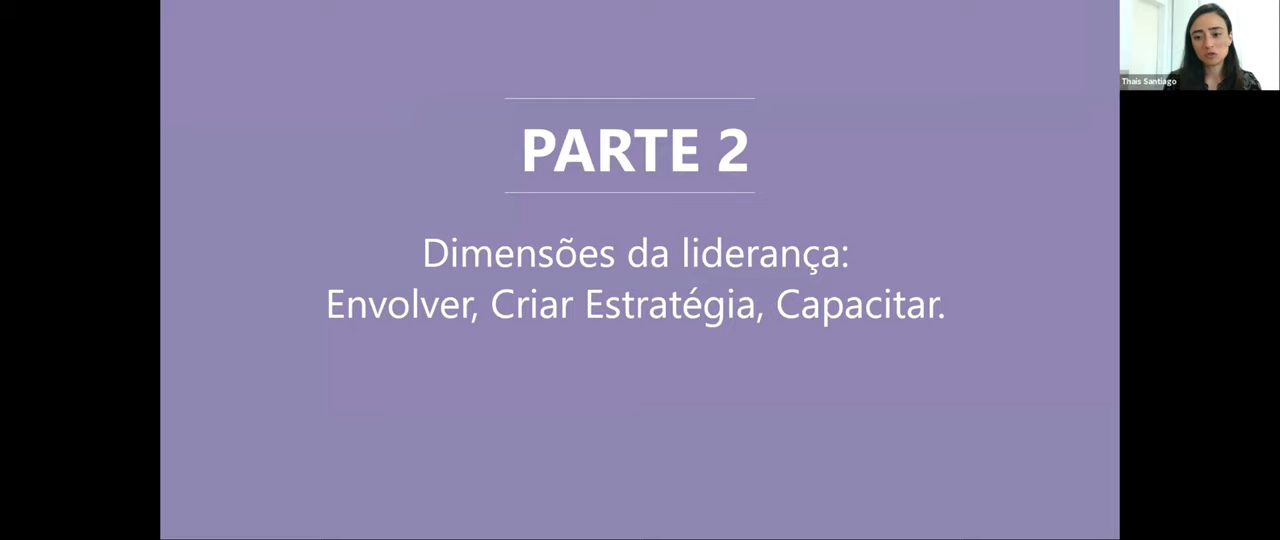 Thais Santiago
PARTE 2
Dimensões da liderança:
Envolver, Criar Estratégia, Capacitar.